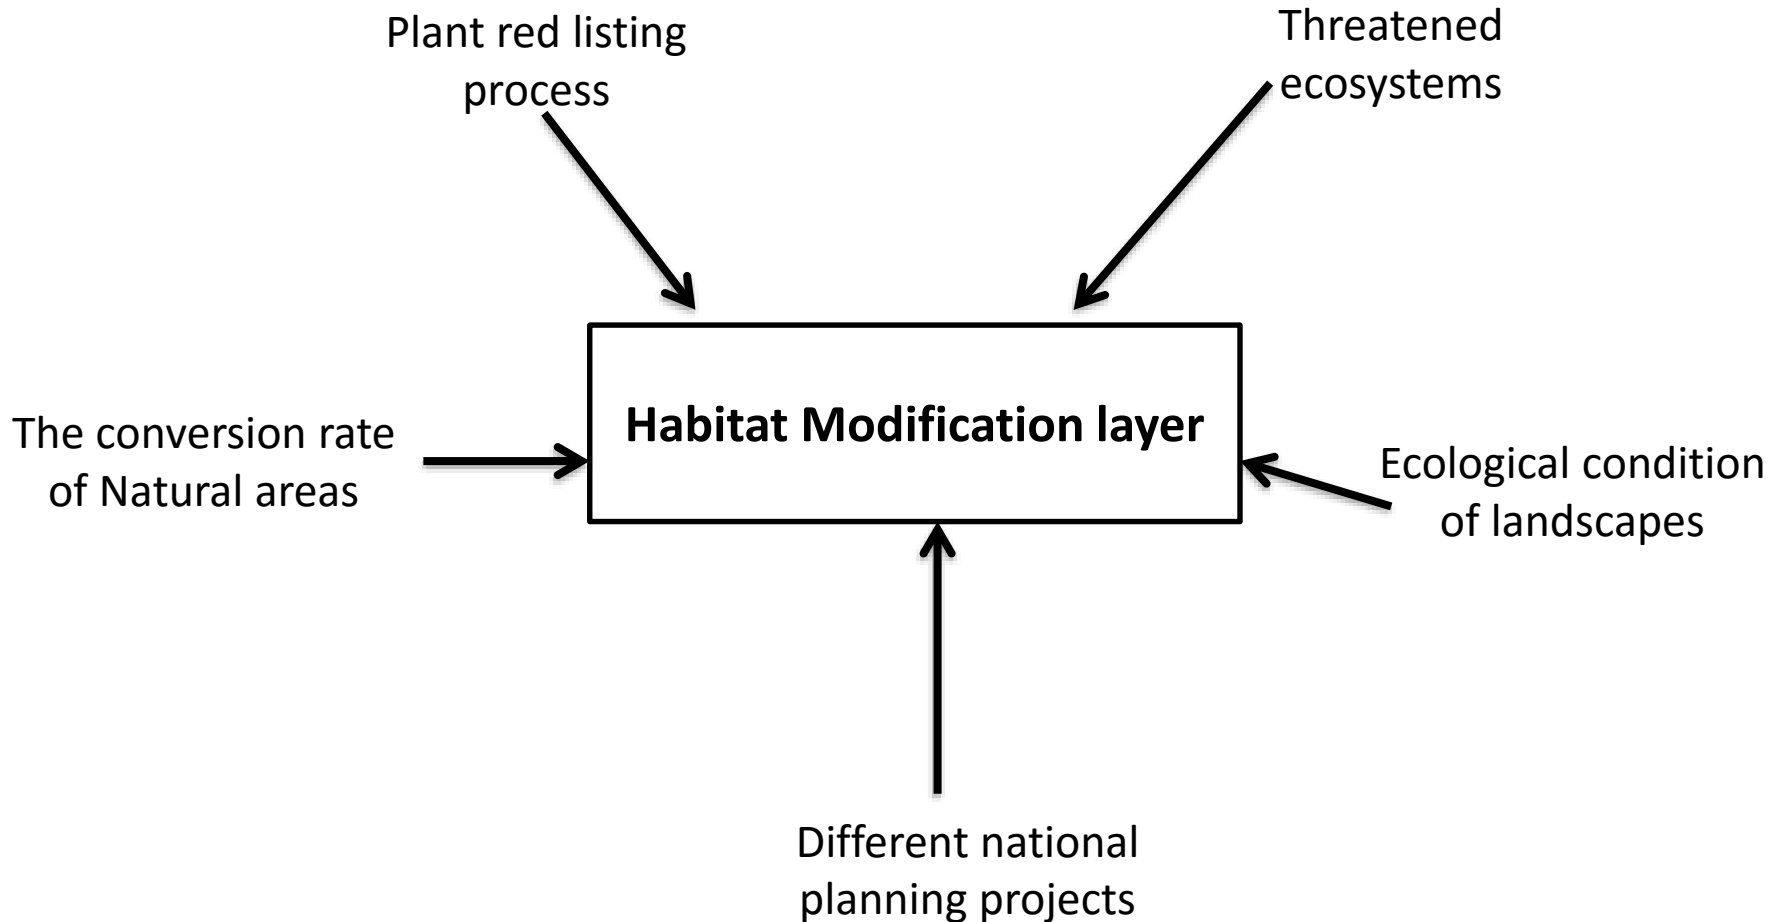 Plant red listing
process
Threatened
ecosystems
Habitat Modification layer
The conversion rate
of Natural areas
Ecological condition
of landscapes
Different national
planning projects